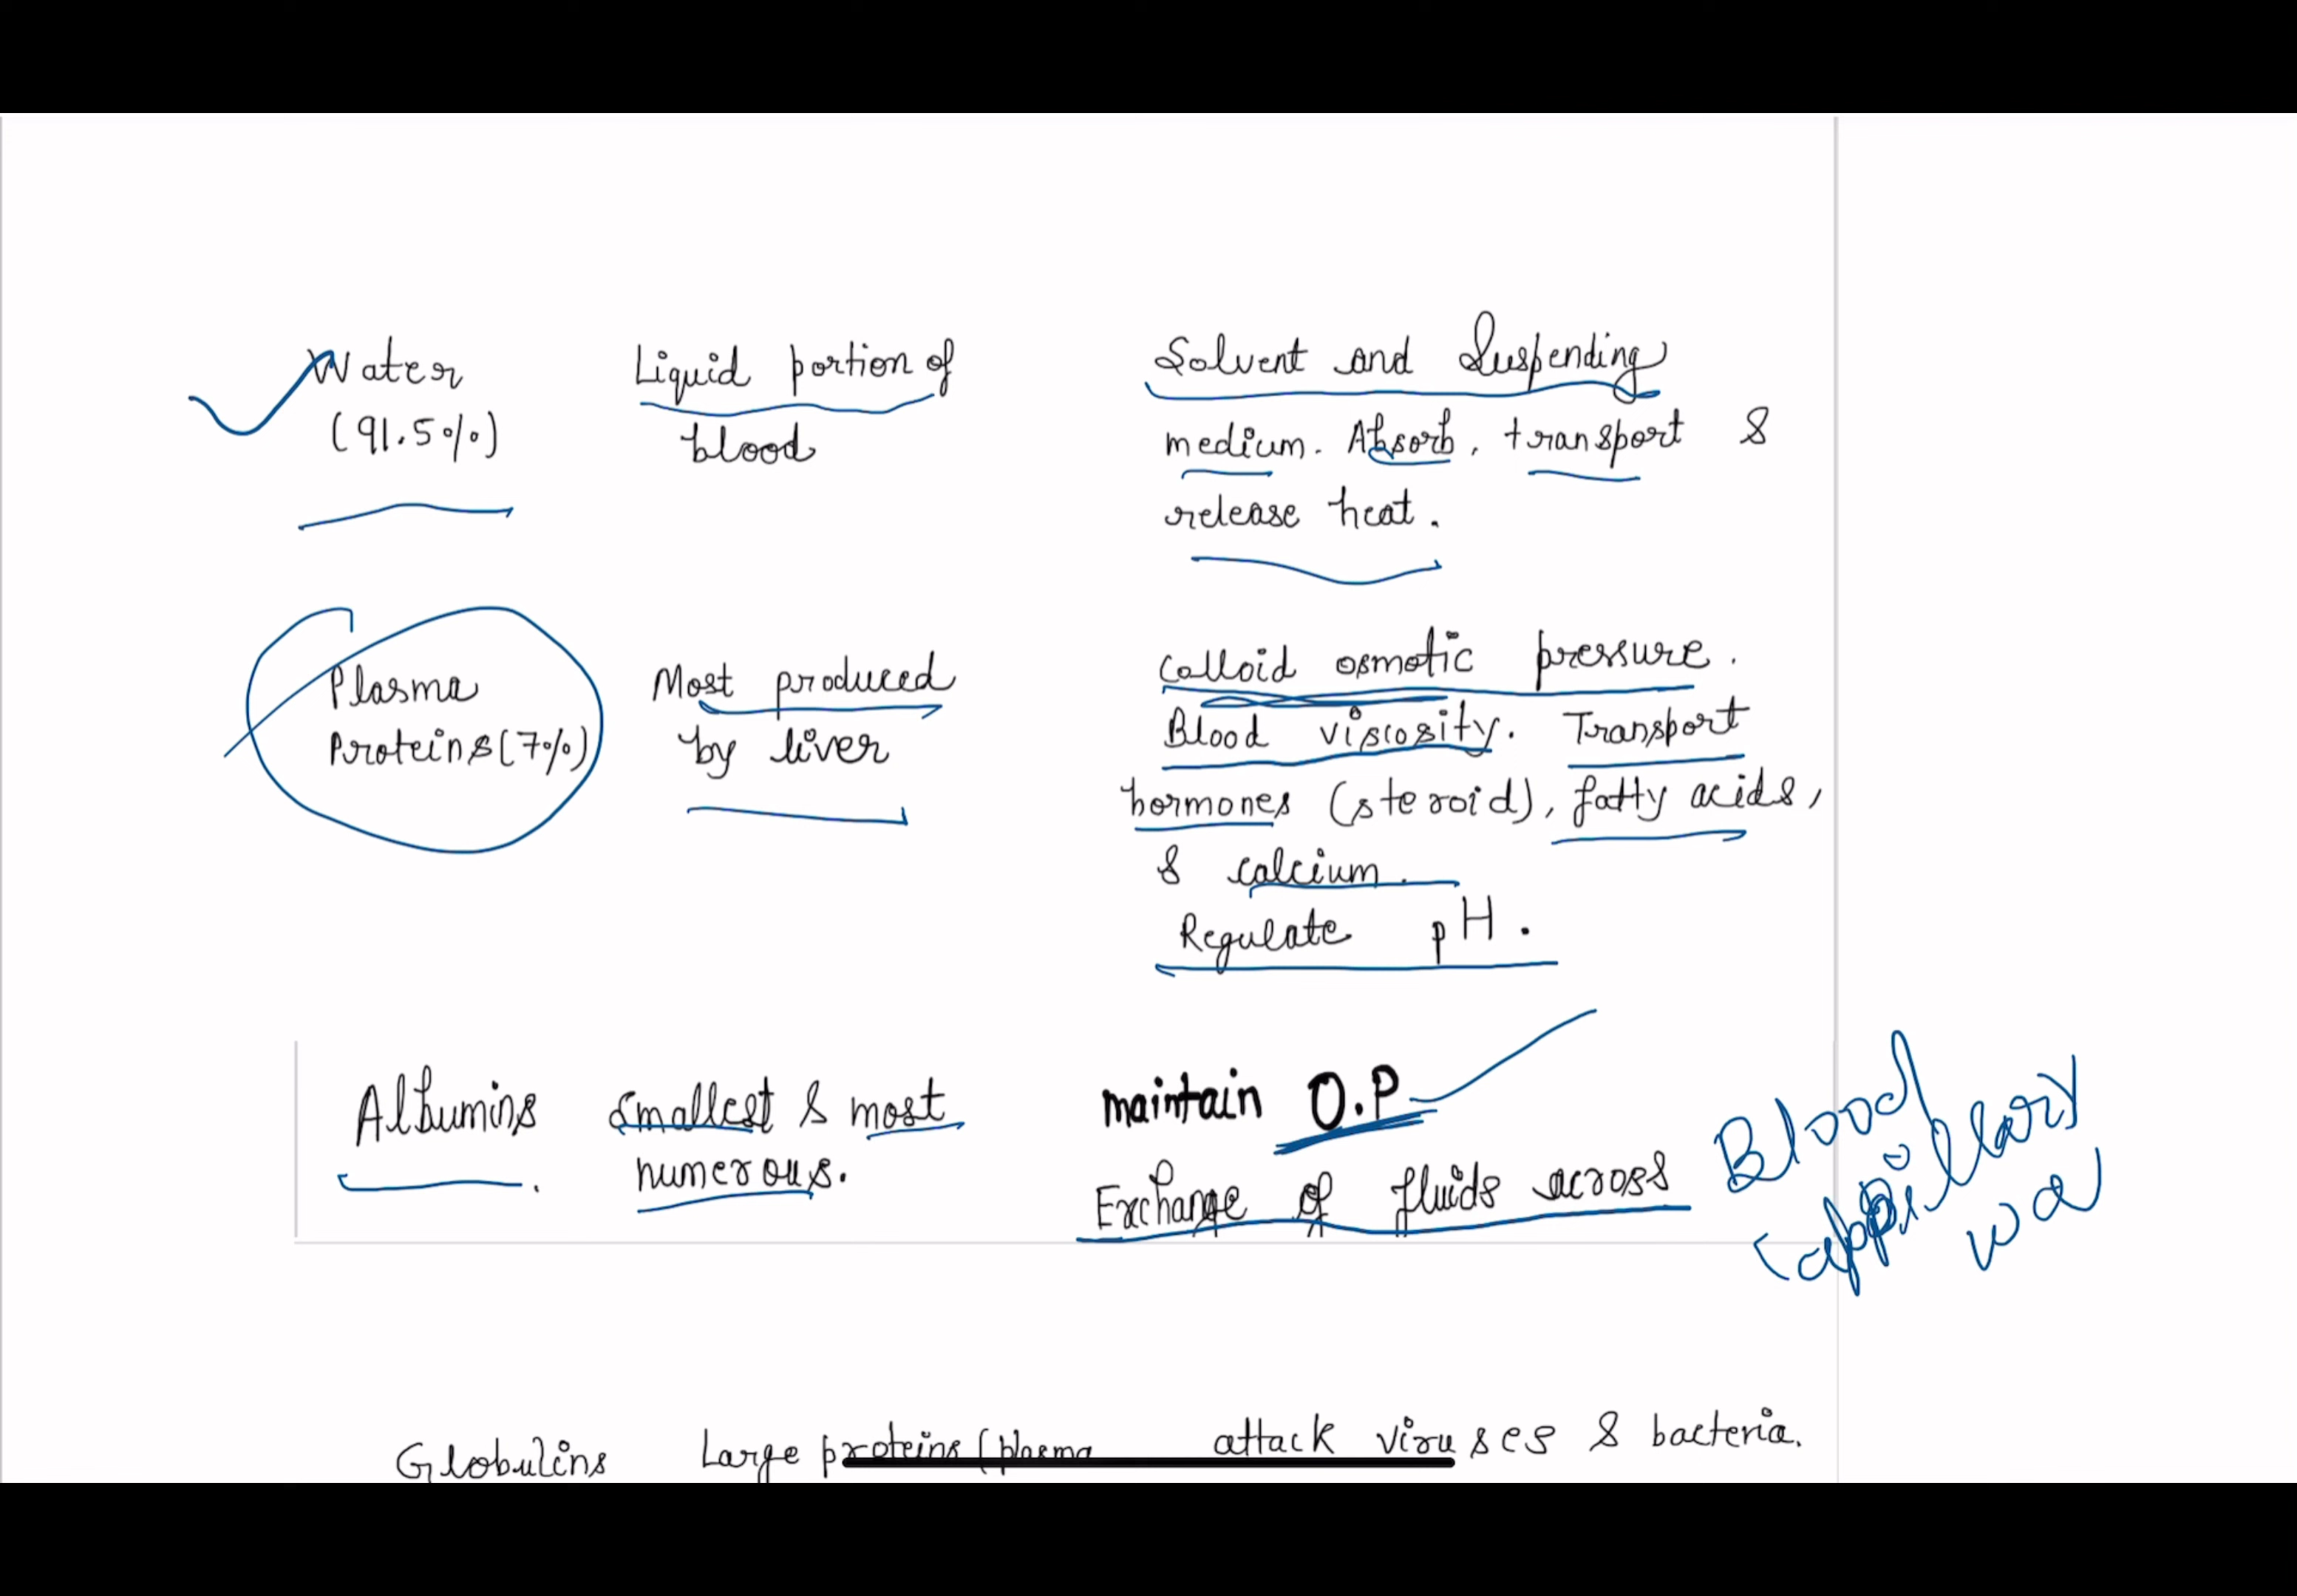 Water
(91.5%)
Liquid portion of
blood
Solvent and Suspending
medium. Absorb, transport &
release heat.
Plasma
Proteins (7%)
Most produced
by liver
Colloid osmotic pressure.
Blood viscosity. Transport
hormones (steroid), fatty acids,
& calcium.
Regulate pH.
Albumins
smallest & most
numerous.
maintain O.P
Exchange of fluids across
Blood
wa
Globulins
Large proteins (plasma
attack viruses & bacteria.